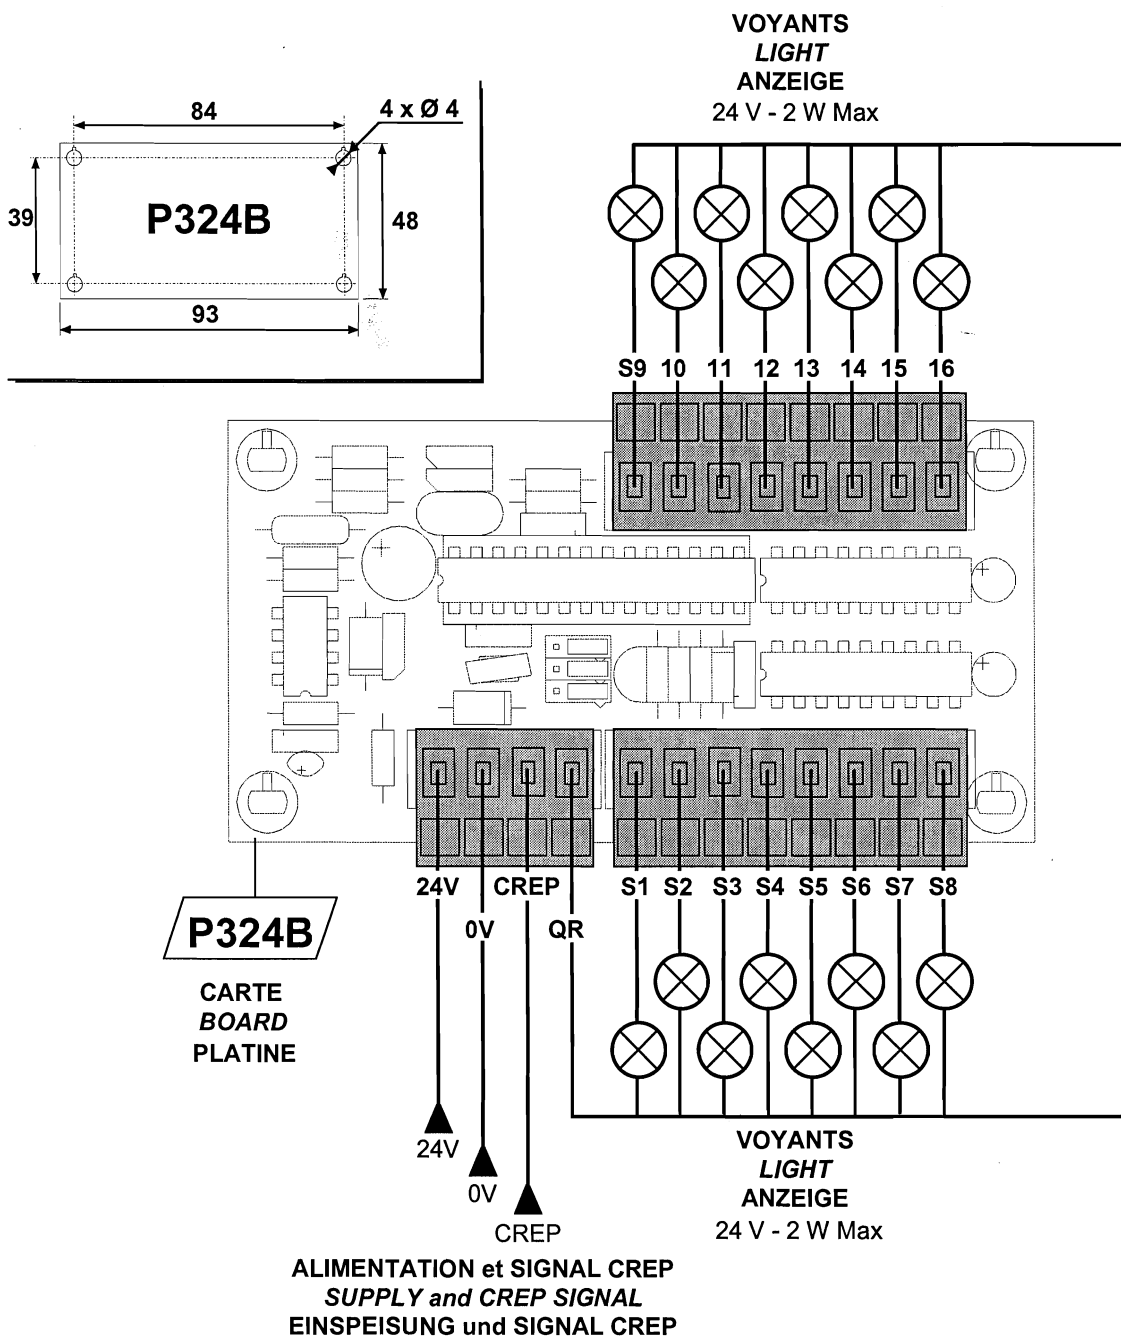 VOYANTS
LIGHT
ANZEIGE
24 V - 2 W Max
84
4 x Ø 4
39
P324B
48
93
S9 10 11 12 13 14 15 16
24V CREP S1 S2 S3 S4 S5 S6 S7 S8
0V QR
P324B
CARTE
BOARD
PLATINE
24V
0V
CREP
VOYANTS
LIGHT
ANZEIGE
24 V - 2 W Max
ALIMENTATION et SIGNAL CREP
SUPPLY and CREP SIGNAL
EINSPEISUNG und SIGNAL CREP